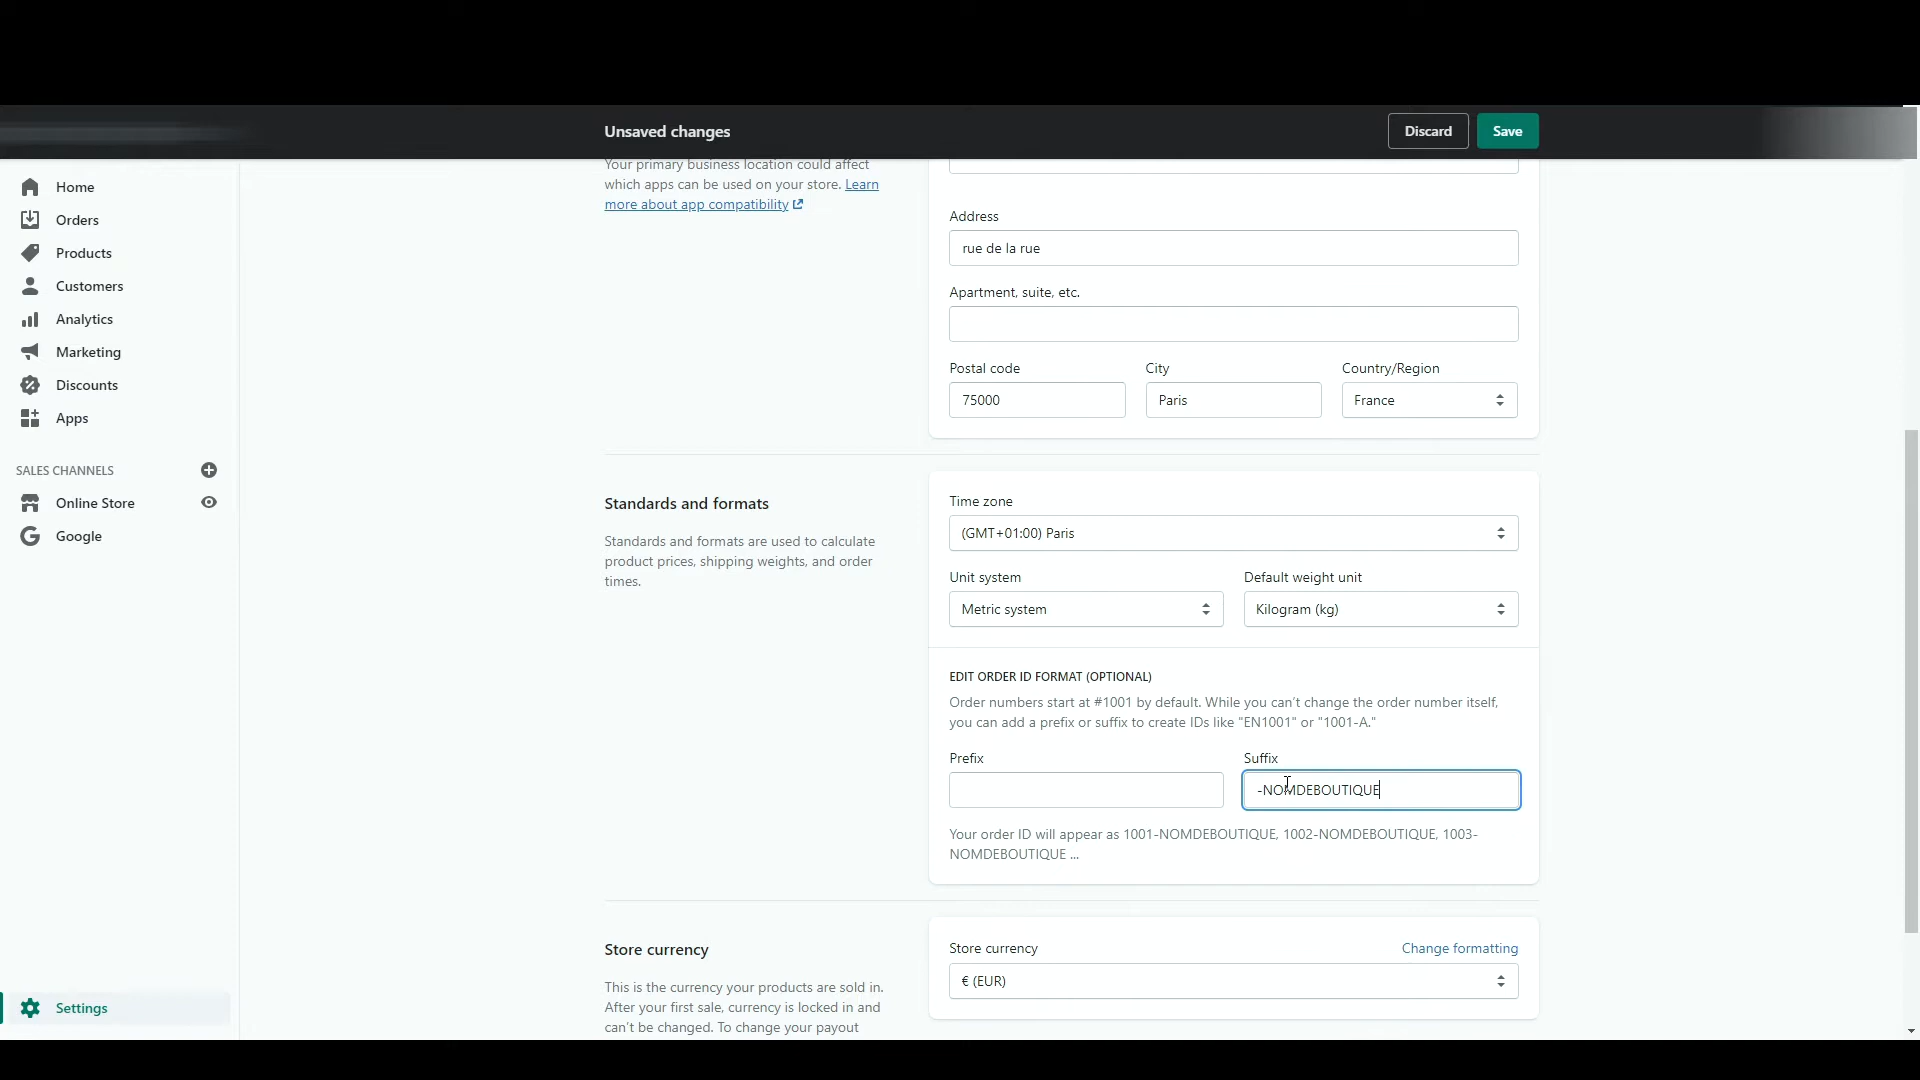 Unsaved changes
Discard
Save
Home
Orders
Products
Customers
Analytics
Marketing
Discounts
Apps
SALES CHANNELS
Online Store
Google
Settings
Your primary business location could affect
which apps can be used on your store. Learn
more about app compatibility
Address
rue de la rue
Apartment, suite, etc.
Postal code
City
Country/Region
75000
Paris
France
Standards and formats
Standards and formats are used to calculate
product prices, shipping weights, and order
times.
Time zone
(GMT+01:00) Paris
Unit system
Default weight unit
Metric system
Kilogram (kg)
EDIT ORDER ID FORMAT (OPTIONAL)
Order numbers start at #1001 by default. While you can't change the order number itself,
you can add a prefix or suffix to create IDs like "EN1001" or "1001-A."
Prefix
Suffix
-NOMDEBOUTIQUE
Your order ID will appear as 1001-NOMDEBOUTIQUE, 1002-NOMDEBOUTIQUE, 1003-
NOMDEBOUTIQUE ...
Store currency
This is the currency your products are sold in.
After your first sale, currency is locked in and
can't be changed. To change your payout
Store currency
Change formatting
€ (EUR)